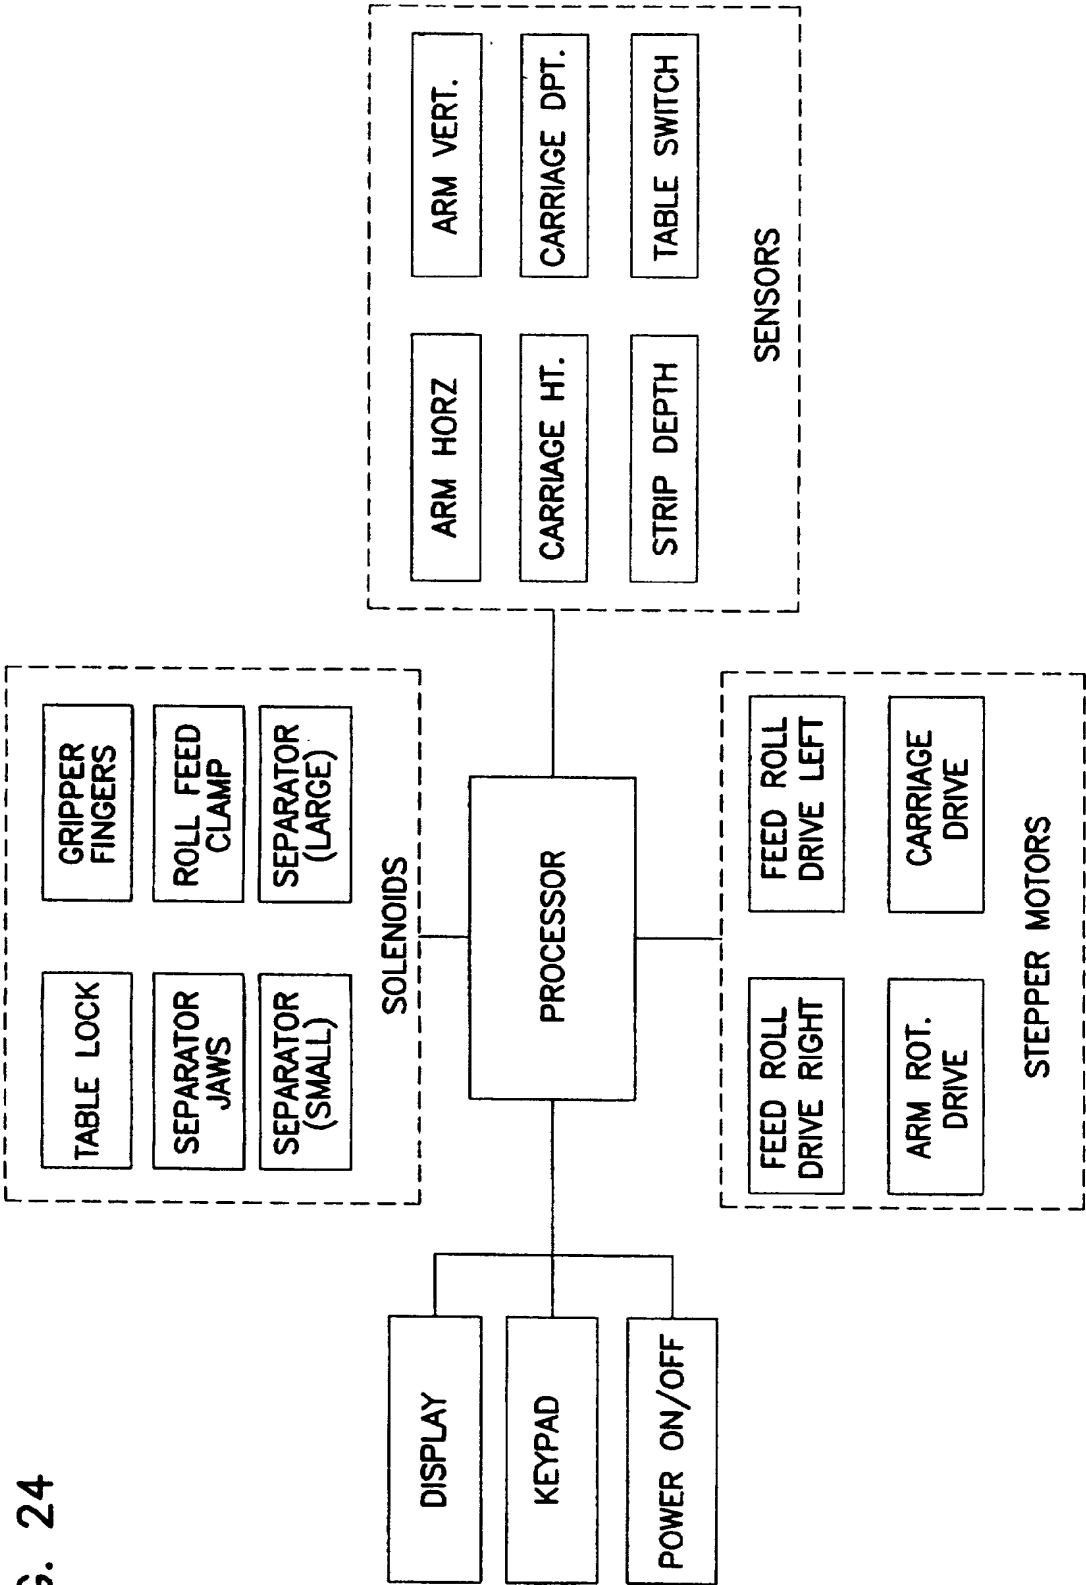 G. 24
TABLE LOCK
GRIPPER
FINGERS
SEPARATOR
JAWS
ROLL FEED
CLAMP
SEPARATOR
(SMALL)
SEPARATOR
(LARGE)
SOLENOIDS
DISPLAY
KEYPAD
POWER ON/OFF
PROCESSOR
ARM HORZ
ARM VERT.
CARRIAGE HT.
CARRIAGE DPT.
STRIP DEPTH
TABLE SWITCH
SENSORS
FEED ROLL
DRIVE RIGHT
FEED ROLL
DRIVE LEFT
ARM ROT.
DRIVE
CARRIAGE
DRIVE
STEPPER MOTORS